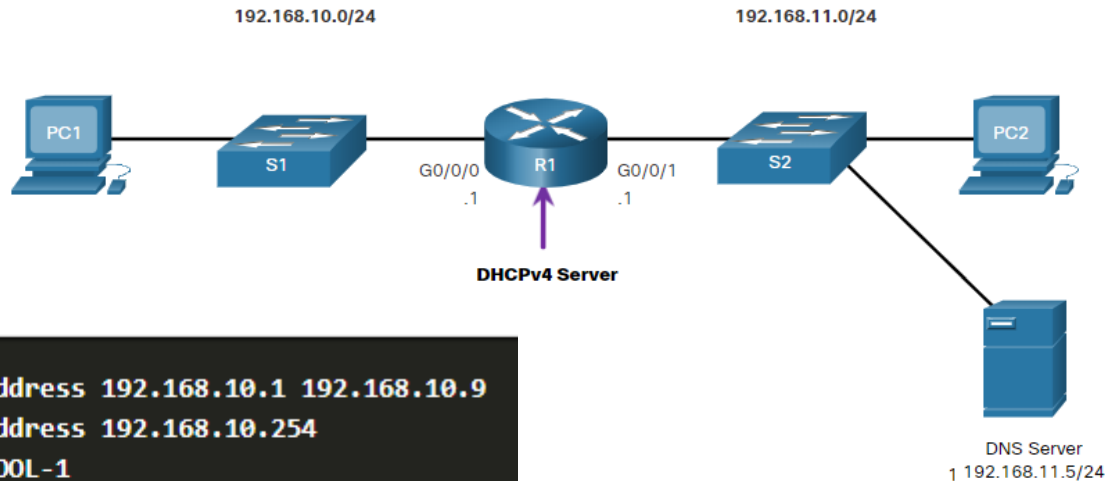 192.168.10.0/24
192.168.11.0/24
PC1
S1
G0/0/0
.1
R1
G0/0/1
.1
S2
PC2
DHCPv4 Server
ddress 192.168.10.1 192.168.10.9
ddress 192.168.10.254
OOL-1
DNS Server
1 192.168.11.5/24